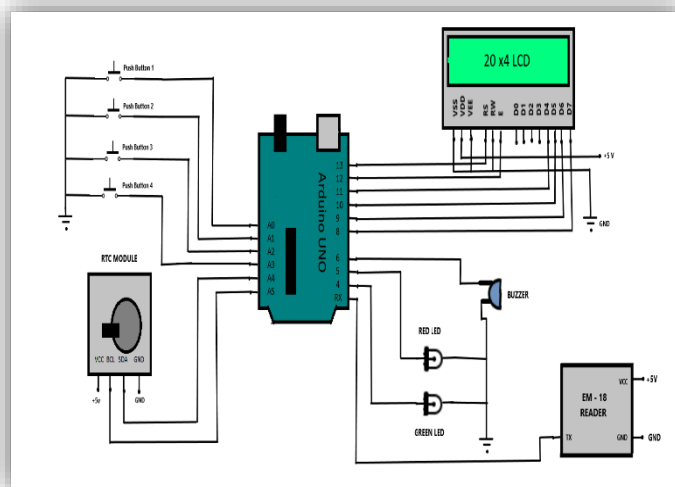 Push Button 1
Push Button 2
Push Button 3
Push Button 4
20 x4 LCD
VSS VDD VEE RS RW E D0 D1 D2 D3 D4 D5 D6 D7
+5 V
GND
Arduino UNO
13
12
11
10
9
8
6
5
4
RX
A0
A1
A2
A3
A4
A5
RTC MODULE
VCC BCL SDA GND
+5v
GND
BUZZER
RED LED
GREEN LED
EM - 18
READER
VCC
+5V
TX
GND
GND